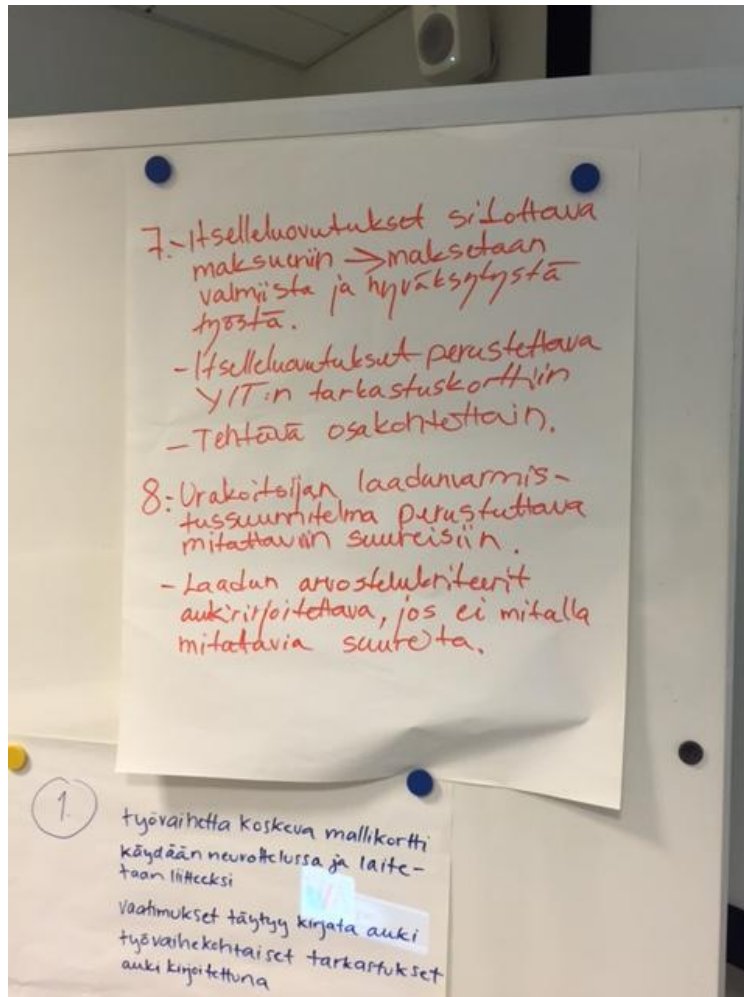 7.- Itselleluovutukset sidottava
maksueriin → maksetaan
valmiista ja hyväksytystä
työstä.
- Itselleluovutukset perustettava
YIT:n tarkastuskorttiin
- Tehtävä osakohteittain.
8.- Urakoitsijan laadunvarmis-
tussuunnitelma perustuttava
mitattaviin suureisiin.
- Laadun arvostelukriteerit
aukirirjoitettava, jos ei mitalla
mitatavia suureita.
1.
työvaihetta koskeva mallikortti
käydään neuvottelussa ja laite-
taan liitteeksi
vaatimukset täytyy kirjata auki
työvaihekohtaiset tarkastukset
auki kirjoitettuna